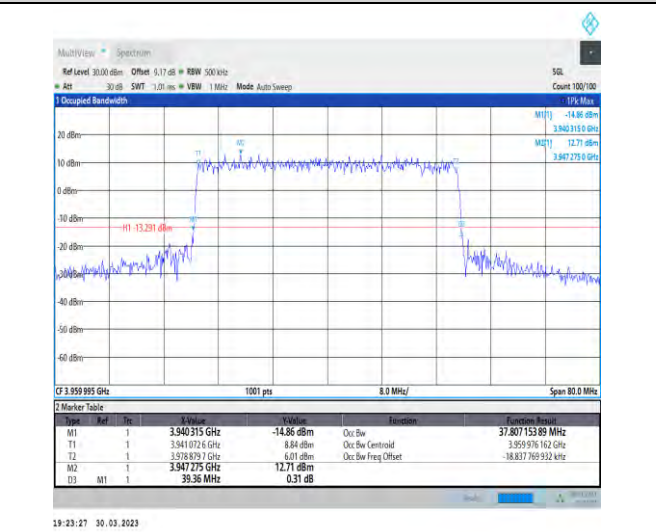 MultiView Spectrum
Ref Level 30.00 dBm Offset 9.17 dB RBW 500 kHz SGL
Att 30 dB SWT 1.01 ms VBW 1 MHz Mode Auto Sweep Count 100/100
1 Occupied Bandwidth 1Pk Max
M1[1] -14.86 dBm
3.940 315 0 GHz
M2[1] 12.71 dBm
3.947 275 0 GHz
20 dBm
M2
T1
10 dBm
0 dBm
-10 dBm
H1 -13.291 dBm
-20 dBm
-30 dBm
-40 dBm
-50 dBm
-60 dBm
CF 3.959 995 GHz 1001 pts 8.0 MHz/ Span 80.0 MHz
2 Marker Table
Type Ref Trc X-Value Y-Value Function Function Result
M1 1 3.940 315 GHz -14.86 dBm Occ Bw 37.807 153 89 MHz
T1 1 3.941 072 6 GHz 8.84 dBm Occ Bw Centroid 3.959 976 162 GHz
T2 1 3.978 879 7 GHz 6.01 dBm Occ Bw Freq Offset -18.837 769 932 kHz
M2 1 3.947 275 GHz 12.71 dBm
D3 M1 1 39.36 MHz 0.31 dB
19:23:27 30.03.2023